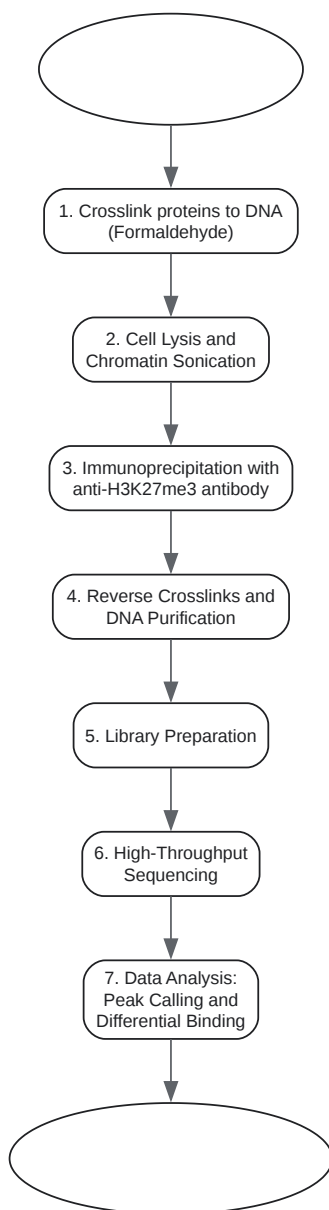 1. Crosslink proteins to DNA
(Formaldehyde)
2. Cell Lysis and
Chromatin Sonication
3. Immunoprecipitation with
anti-H3K27me3 antibody
4. Reverse Crosslinks and
DNA Purification
5. Library Preparation
6. High-Throughput
Sequencing
7. Data Analysis:
Peak Calling and
Differential Binding